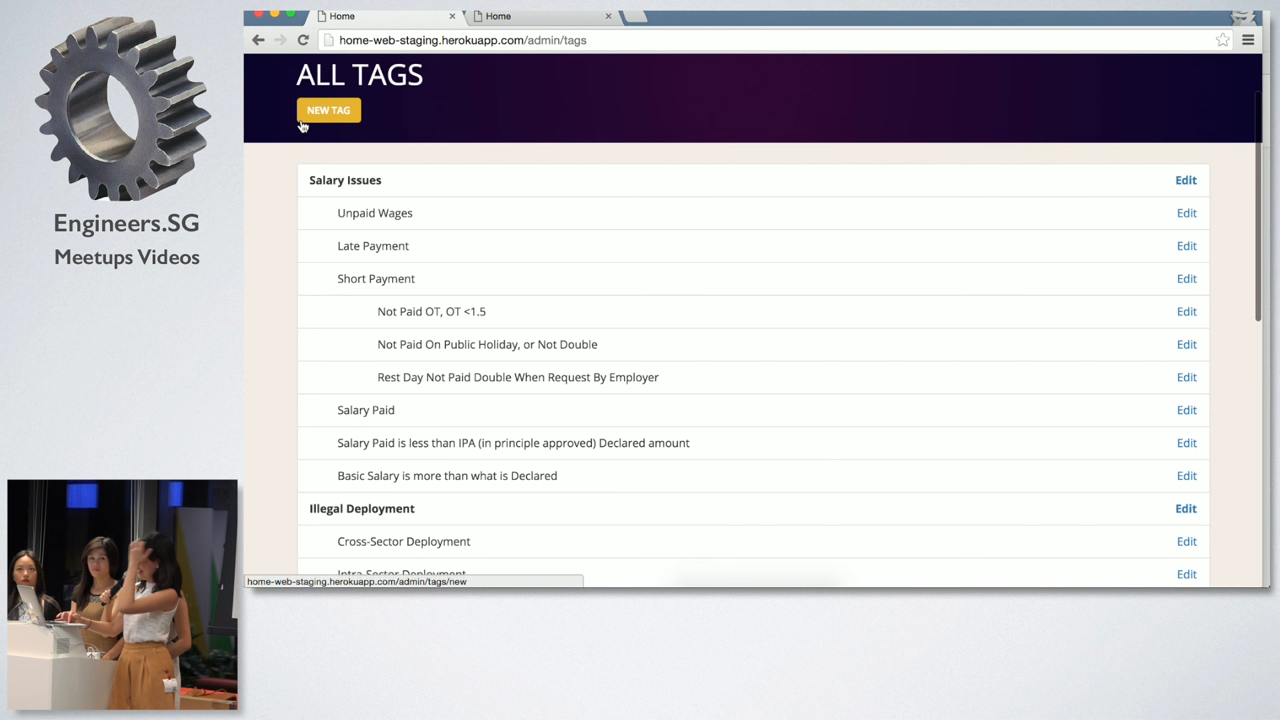 Home
Home
home-web-staging.herokuapp.com/admin/tags
ALL TAGS
NEW TAG
Salary Issues Edit
Unpaid Wages Edit
Late Payment Edit
Short Payment Edit
Not Paid OT, OT <1.5 Edit
Not Paid On Public Holiday, or Not Double Edit
Rest Day Not Paid Double When Request By Employer Edit
Salary Paid Edit
Salary Paid is less than IPA (in principle approved) Declared amount Edit
Basic Salary is more than what is Declared Edit
Illegal Deployment Edit
Cross-Sector Deployment Edit
Intra-Sector Deployment Edit
home-web-staging.herokuapp.com/admin/tags/new
Engineers.SG
Meetups Videos